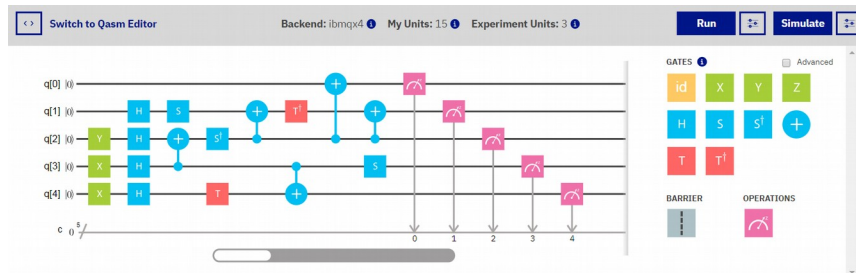 <> Switch to Qasm Editor Backend: ibmqx4 i My Units: 15 i Experiment Units: 3 i Run Simulate
GATES i Advanced
q[0] |0⟩ +
id X Y Z
q[1] |0⟩ H S + T† +
H S S† +
q[2] |0⟩ Y H + S†
q[3] |0⟩ X H S
T T†
q[4] |0⟩ X H T +
BARRIER OPERATIONS
c 0 5
0 1 2 3 4